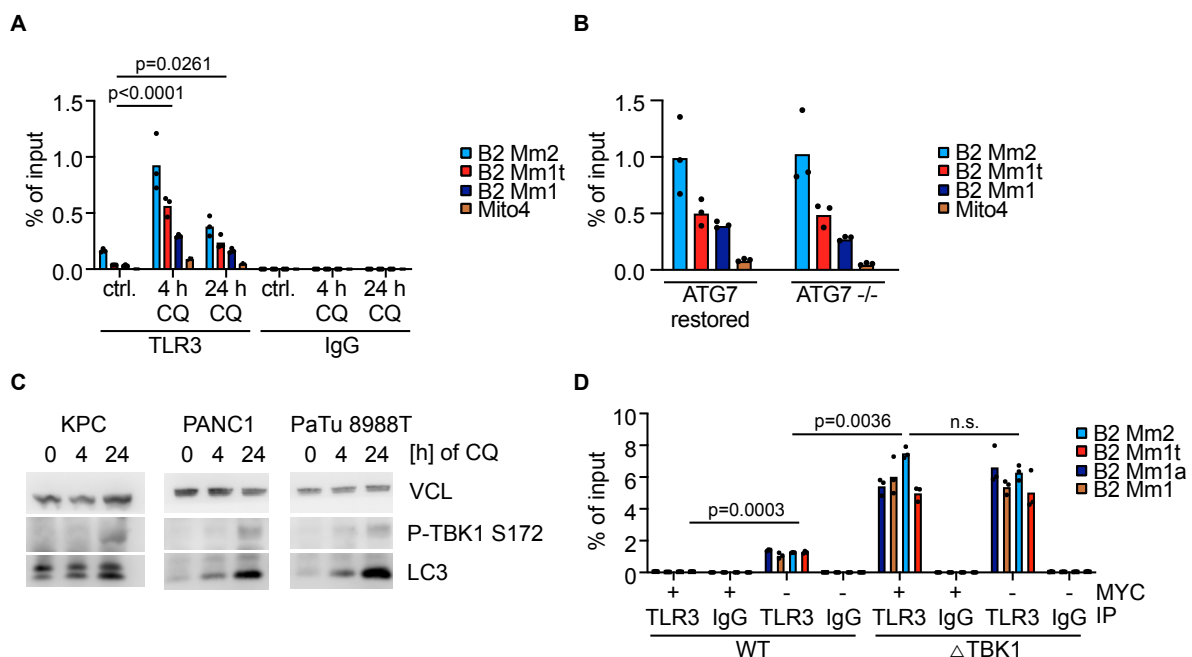 A
p=0.0261
p<0.0001
% of input
1.5
1.0
0.5
0.0
ctrl. 4 h CQ 24 h CQ ctrl. 4 h CQ 24 h CQ
TLR3 IgG
B2 Mm2
B2 Mm1t
B2 Mm1
Mito4
B
% of input
1.5
1.0
0.5
0.0
ATG7 restored ATG7 -/-
B2 Mm2
B2 Mm1t
B2 Mm1
Mito4
C
KPC PANC1 PaTu 8988T
0 4 24 0 4 24 0 4 24 [h] of CQ
VCL
P-TBK1 S172
LC3
D
p=0.0036 n.s.
p=0.0003
% of input
10
8
6
4
2
0
+ + - - + + - - MYC
TLR3 IgG TLR3 IgG TLR3 IgG TLR3 IgG IP
WT △TBK1
B2 Mm2
B2 Mm1t
B2 Mm1a
B2 Mm1